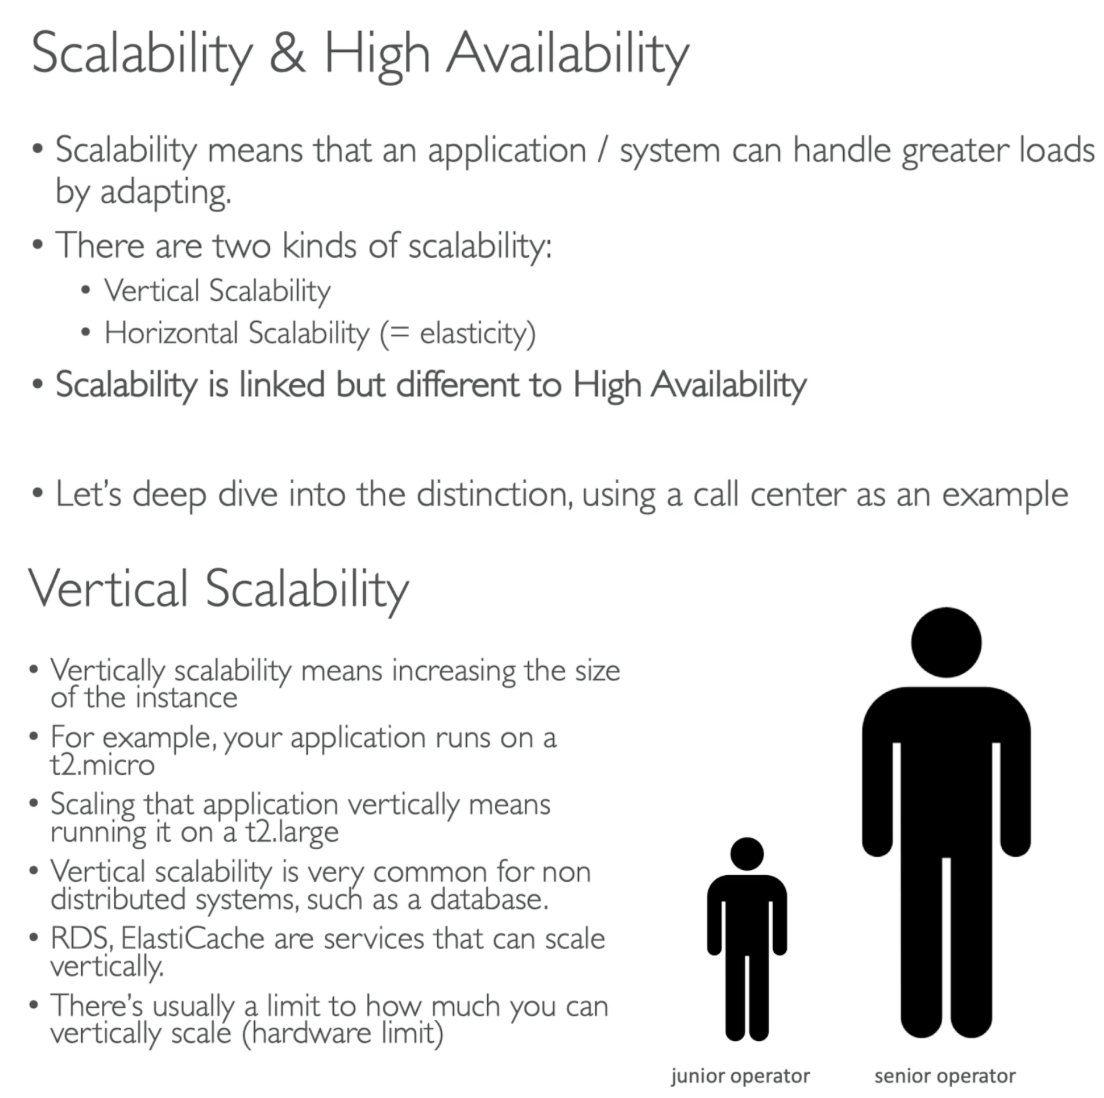 Scalability & High Availability
• Scalability means that an application / system can handle greater loads
by adapting.
• There are two kinds of scalability:
• Vertical Scalability
• Horizontal Scalability (= elasticity)
• Scalability is linked but different to High Availability
• Let's deep dive into the distinction, using a call center as an example
Vertical Scalability
• Vertically scalability means increasing the size
of the instance
• For example, your application runs on a
t2.micro
• Scaling that application vertically means
running it on a t2.large
• Vertical scalability is very common for non
distributed systems, such as a database.
• RDS, ElastiCache are services that can scale
vertically.
• There's usually a limit to how much you can
vertically scale (hardware limit)
junior operator
senior operator